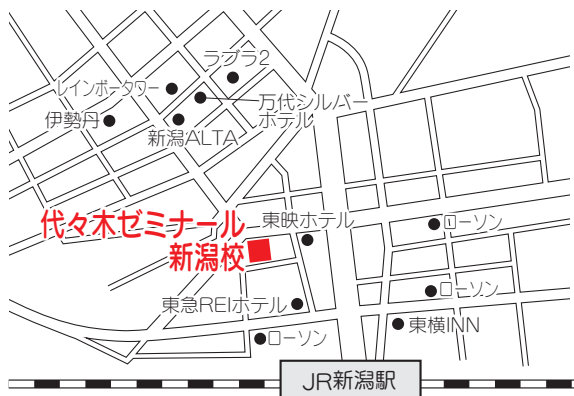 ラブラ2
レインボータワー
万代シルバー
ホテル
伊勢丹
新潟ALTA
代々木ゼミナール
新潟校
東映ホテル
ローソン
東急REIホテル
ローソン
東横INN
ローソン
JR新潟駅